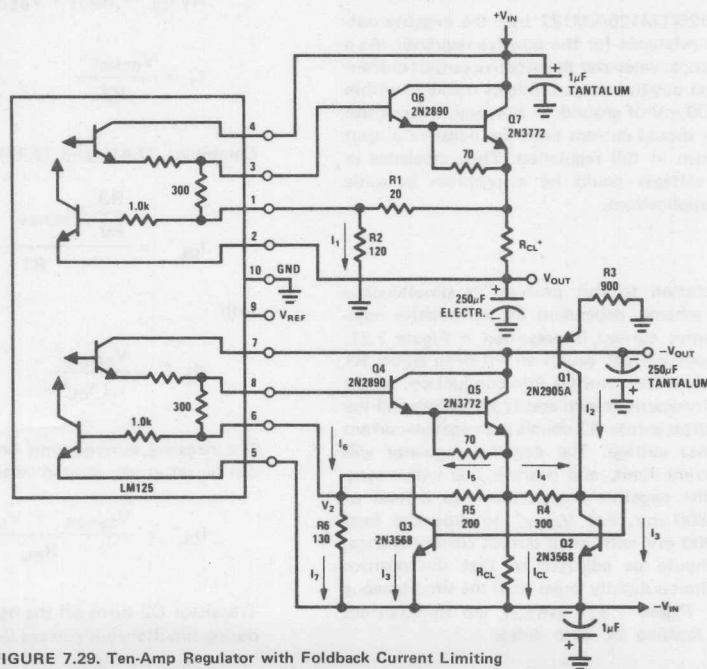 +VIN
1μF
TANTALUM
Q6
2N2890
Q7
2N3772
4
3
70
300
R1
20
1.0k
1
R2
120
I1
RCL*
2
10 GND
VOUT
9 VREF
+
250μF
ELECTR.
R3
900
7
-VOUT
8
Q4
2N2890
Q5
2N3772
Q1
2N2905A
250μF
TANTALUM
300
I2
1.0k
6
70
I6
I5
I4
5
LM125
V2
R5
200
R4
300
R6
130
2N3568
Q3
Q2
2N3568
I3
I7
RCL
ICL
-VIN
1μF
FIGURE 7.29. Ten-Amp Regulator with Foldback Current Limiting